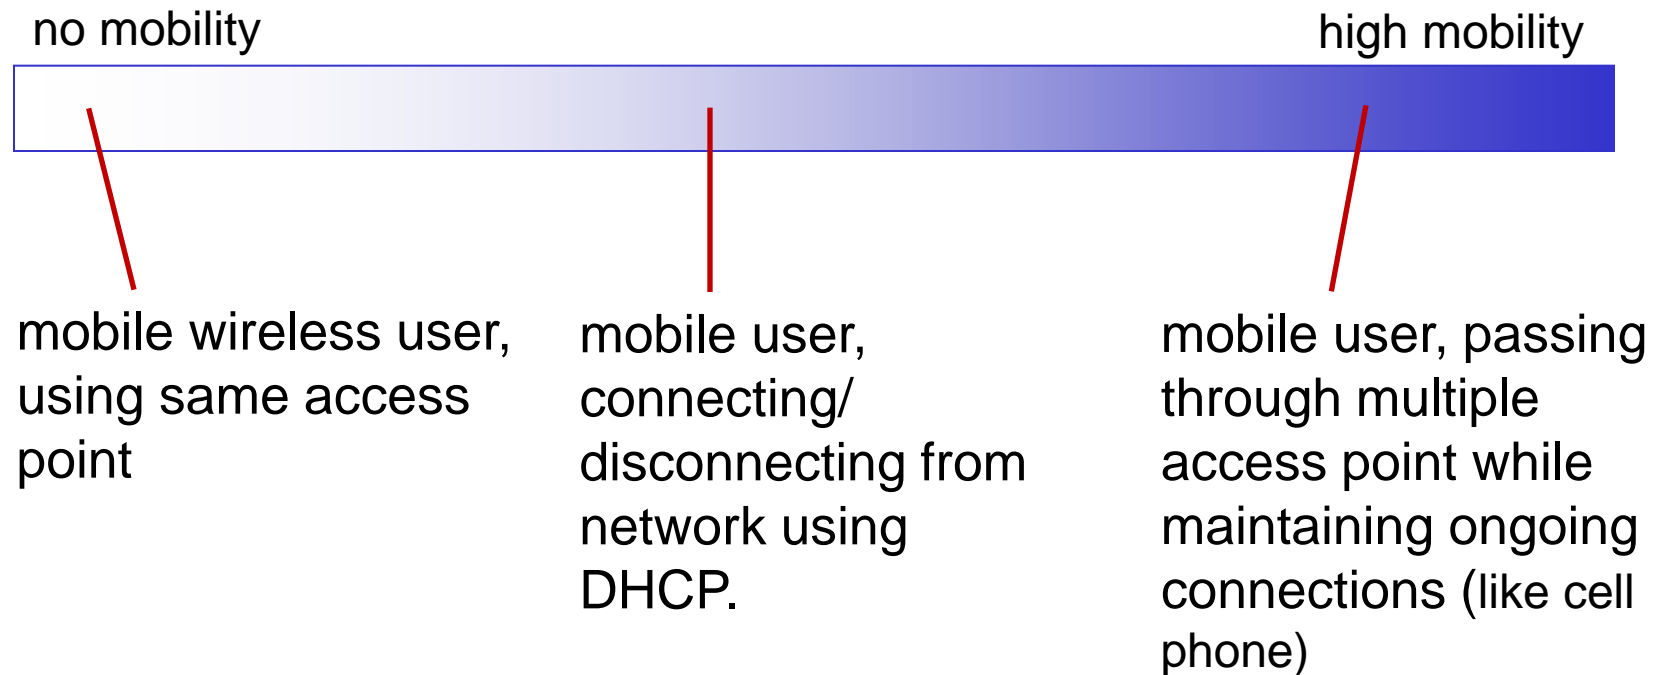 no mobility
high mobility
mobile wireless user,
using same access
point
mobile user,
connecting/
disconnecting from
network using
DHCP.
mobile user, passing
through multiple
access point while
maintaining ongoing
connections (like cell
phone)